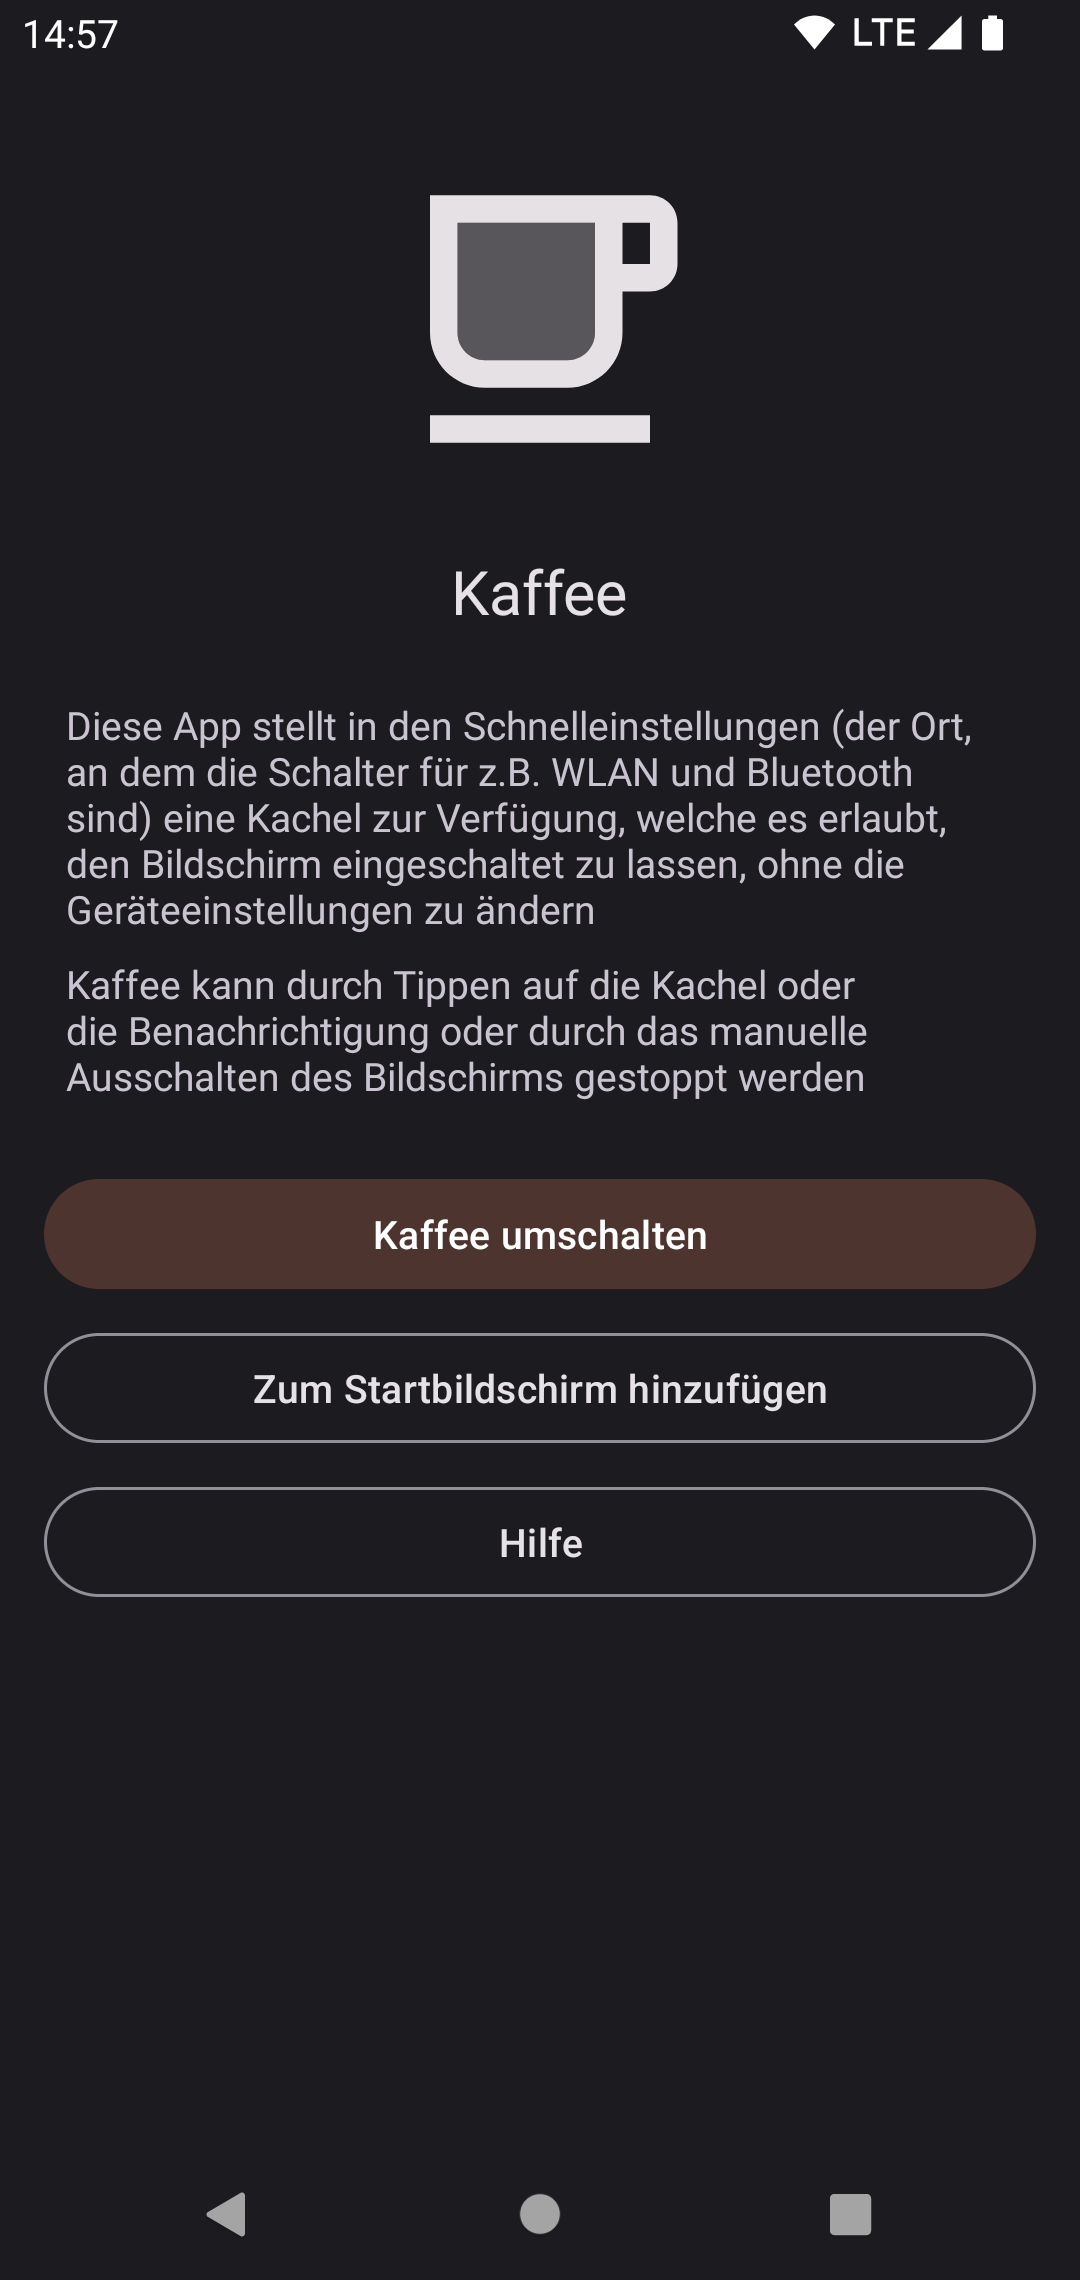 14:57
LTE
Kaffee
Diese App stellt in den Schnelleinstellungen (der Ort,
an dem die Schalter für z.B. WLAN und Bluetooth
sind) eine Kachel zur Verfügung, welche es erlaubt,
den Bildschirm eingeschaltet zu lassen, ohne die
Geräteeinstellungen zu ändern
Kaffee kann durch Tippen auf die Kachel oder
die Benachrichtigung oder durch das manuelle
Ausschalten des Bildschirms gestoppt werden
Kaffee umschalten
Zum Startbildschirm hinzufügen
Hilfe